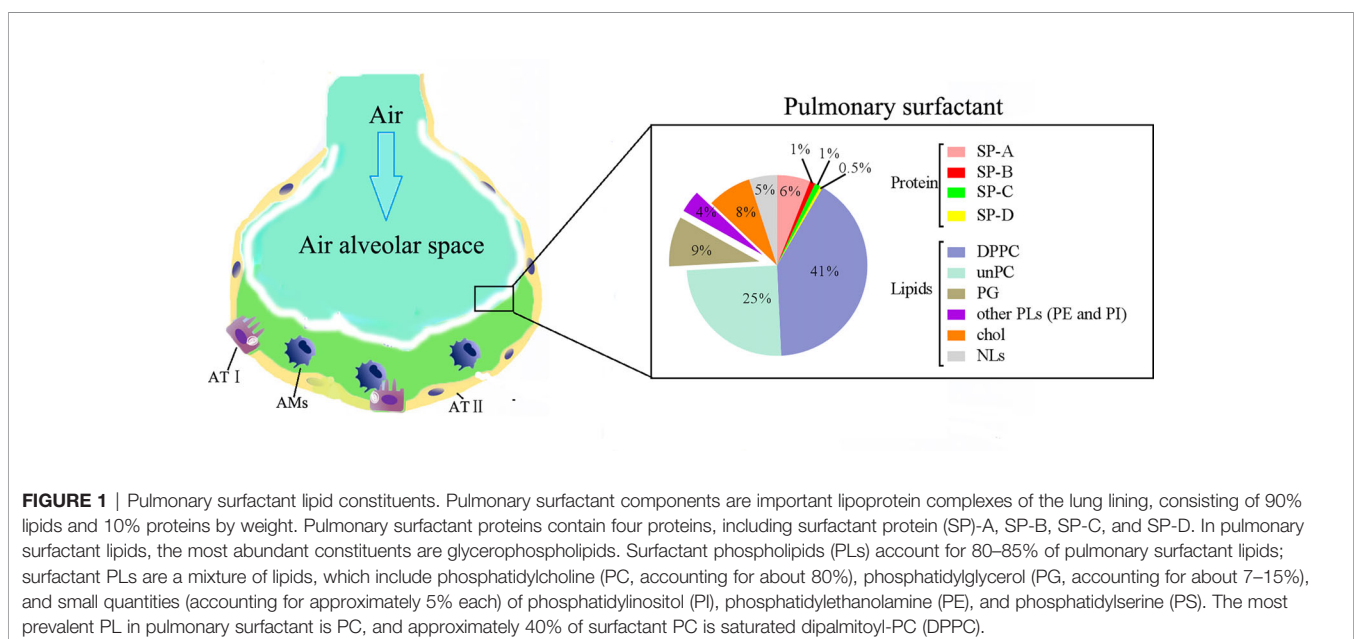 Air
Air alveolar space
AT I
AMs
AT II
Pulmonary surfactant
1%
1%
0.5%
5%
6%
8%
4%
9%
41%
25%
Protein
SP-A
SP-B
SP-C
SP-D
Lipids
DPPC
unPC
PG
other PLs (PE and PI)
chol
NLs
FIGURE 1 | Pulmonary surfactant lipid constituents. Pulmonary surfactant components are important lipoprotein complexes of the lung lining, consisting of 90%
lipids and 10% proteins by weight. Pulmonary surfactant proteins contain four proteins, including surfactant protein (SP)-A, SP-B, SP-C, and SP-D. In pulmonary
surfactant lipids, the most abundant constituents are glycerophospholipids. Surfactant phospholipids (PLs) account for 80–85% of pulmonary surfactant lipids;
surfactant PLs are a mixture of lipids, which include phosphatidylcholine (PC, accounting for about 80%), phosphatidylglycerol (PG, accounting for about 7–15%),
and small quantities (accounting for approximately 5% each) of phosphatidylinositol (PI), phosphatidylethanolamine (PE), and phosphatidylserine (PS). The most
prevalent PL in pulmonary surfactant is PC, and approximately 40% of surfactant PC is saturated dipalmitoyl-PC (DPPC).